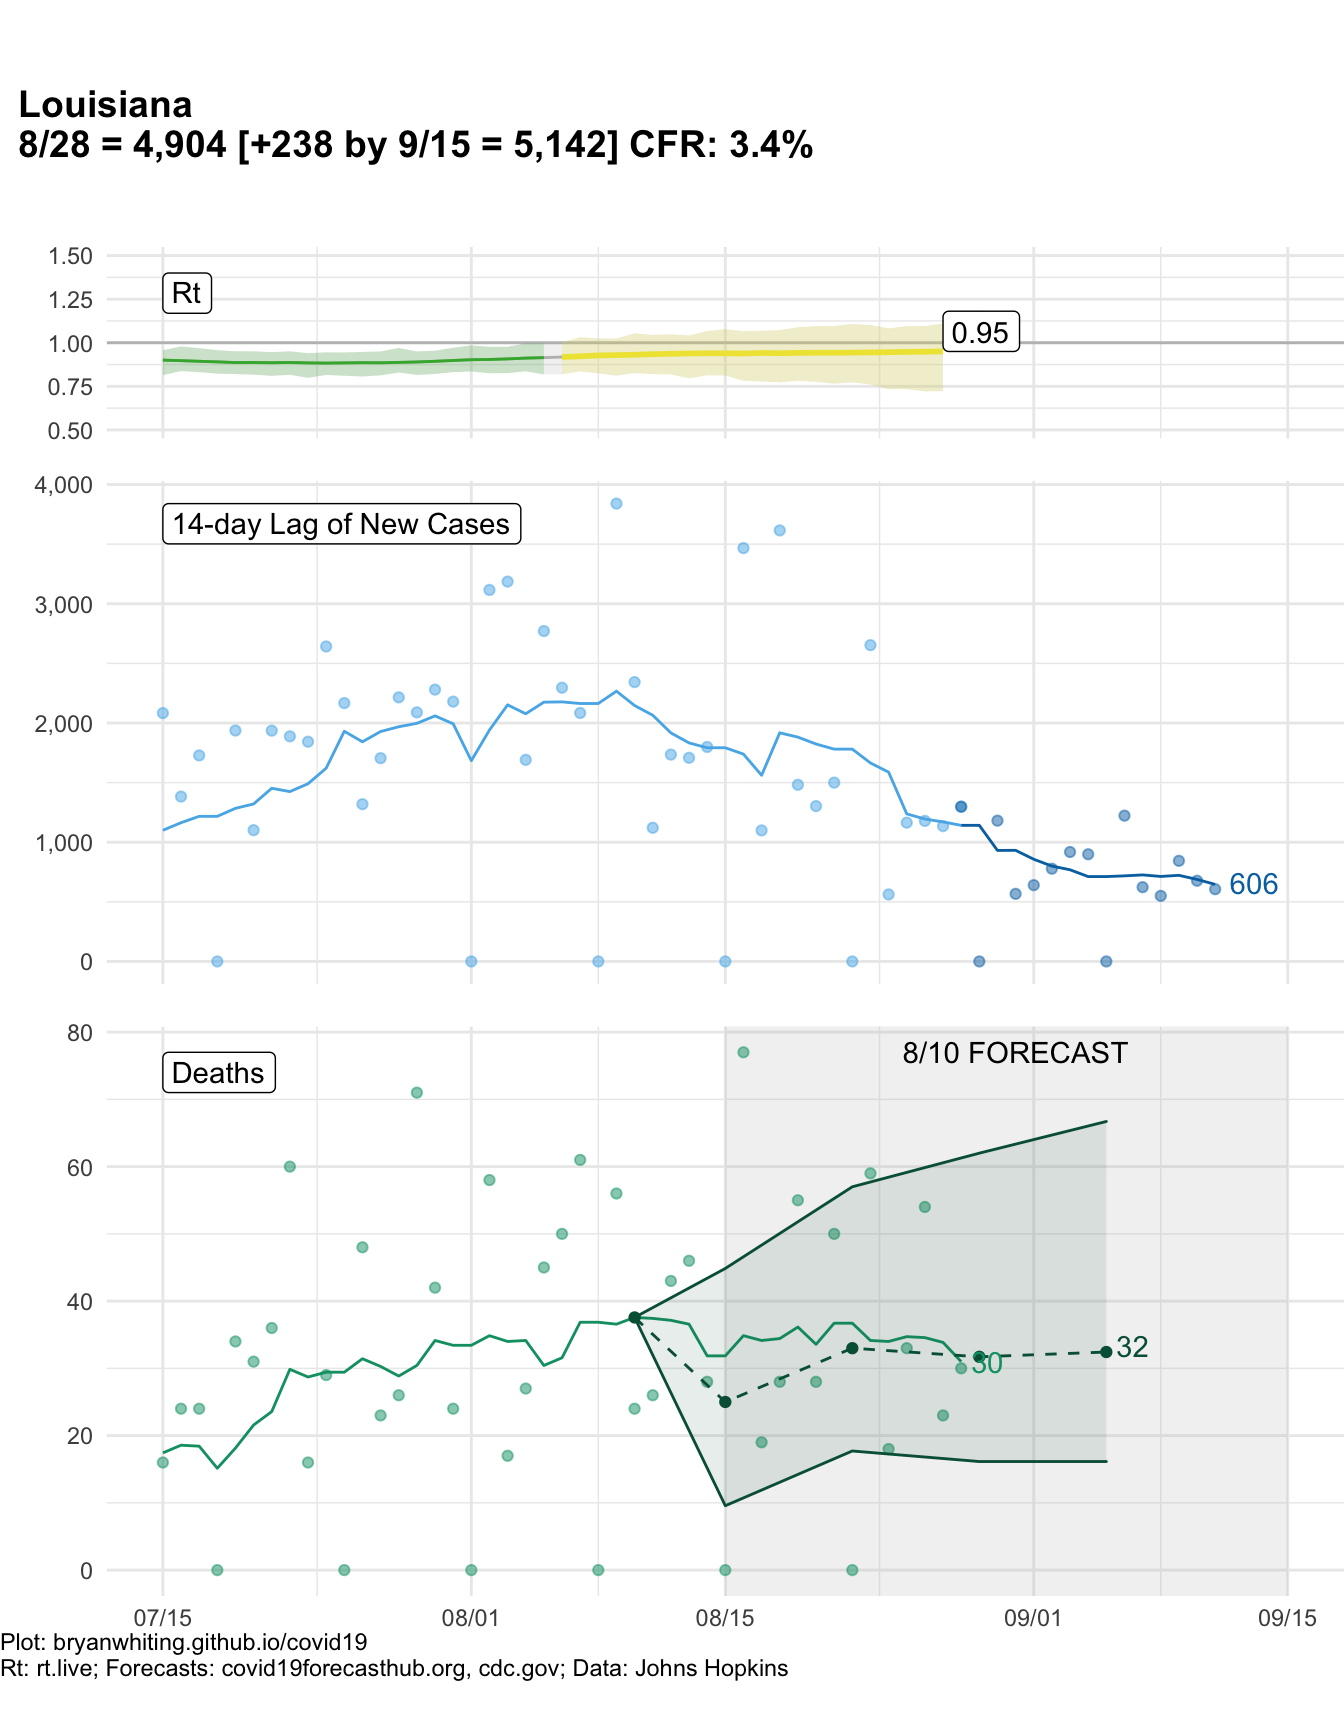 Louisiana
8/28 = 4,904 [+238 by 9/15 = 5,142] CFR: 3.4%
1.50
Rt
1.25
1.00
0.95
0.75
0.50
4,000
14-day Lag of New Cases
3,000
2,000
1,000
606
0
80
8/10 FORECAST
Deaths
60
40
32
30
20
0
07/15 08/01 08/15 09/01 09/15
Plot: bryanwhiting.github.io/covid19
Rt: rt.live; Forecasts: covid19forecasthub.org, cdc.gov; Data: Johns Hopkins